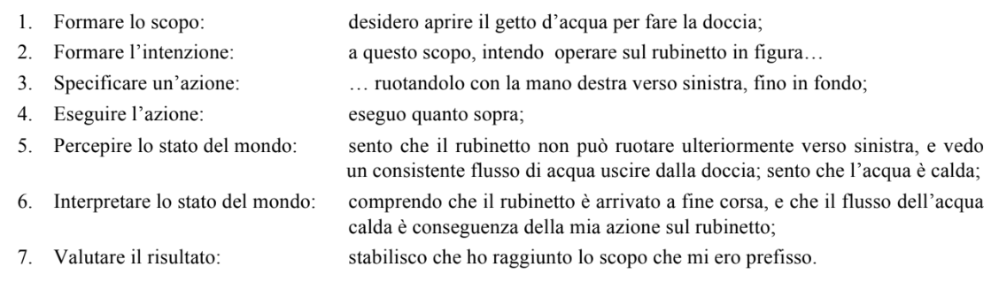 1. Formare lo scopo: desidero aprire il getto d’acqua per fare la doccia;
2. Formare l’intenzione: a questo scopo, intendo operare sul rubinetto in figura…
3. Specificare un’azione: … ruotandolo con la mano destra verso sinistra, fino in fondo;
4. Eseguire l’azione: eseguo quanto sopra;
5. Percepire lo stato del mondo: sento che il rubinetto non può ruotare ulteriormente verso sinistra, e vedo
un consistente flusso di acqua uscire dalla doccia; sento che l’acqua è calda;
6. Interpretare lo stato del mondo: comprendo che il rubinetto è arrivato a fine corsa, e che il flusso dell’acqua
calda è conseguenza della mia azione sul rubinetto;
7. Valutare il risultato: stabilisco che ho raggiunto lo scopo che mi ero prefisso.